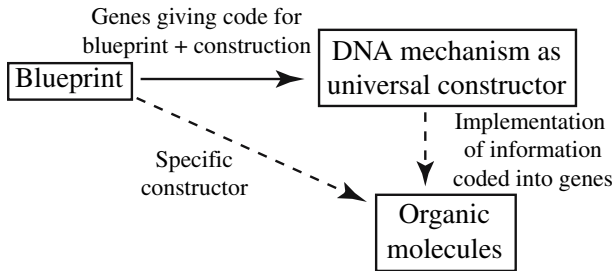 Genes giving code for
blueprint + construction
Blueprint
DNA mechanism as
universal constructor
Implementation
of information
coded into genes
Specific
constructor
Organic
molecules